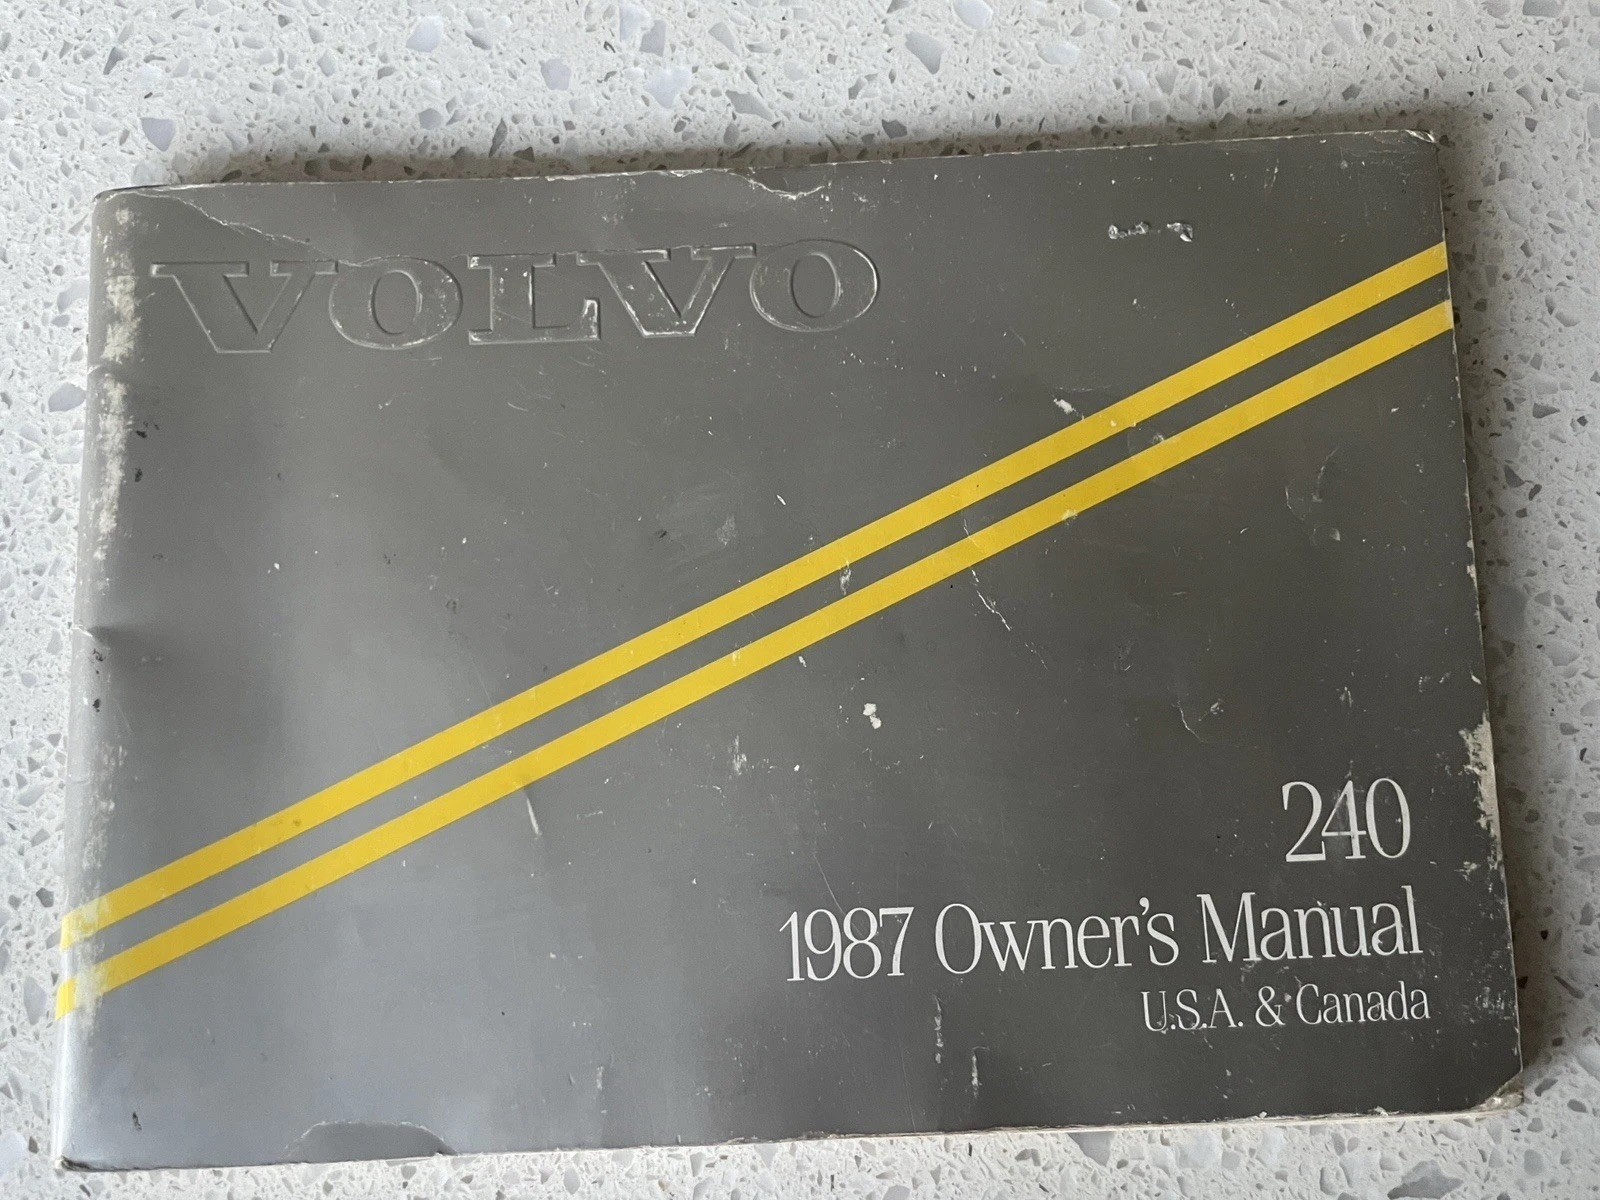 VOLVO
240
1987 Owner's Manual
U.S.A. & Canada